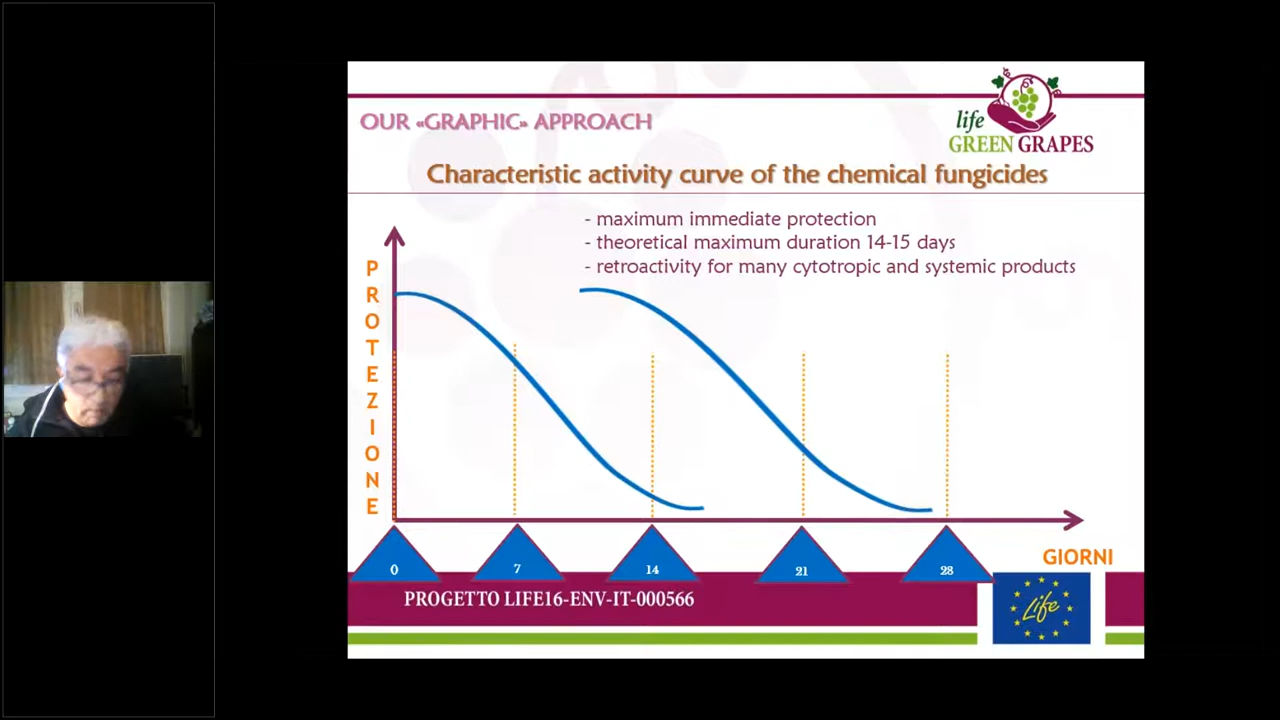 life
GREEN GRAPES
OUR «GRAPHIC» APPROACH
Characteristic activity curve of the chemical fungicides
- maximum immediate protection
- theoretical maximum duration 14-15 days
- retroactivity for many cytotropic and systemic products
PROTEZIONE
GIORNI
0 7 14 21 28
PROGETTO LIFE16-ENV-IT-000566
Life